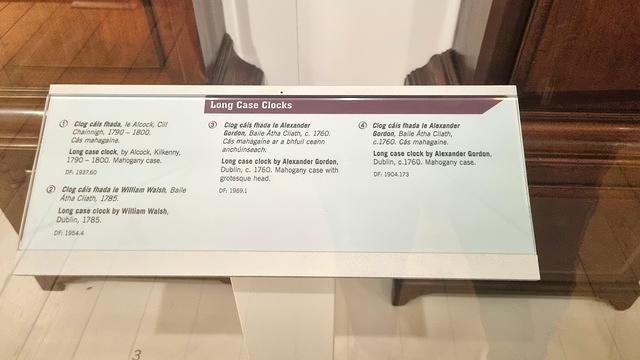 Long Case Clocks
① Clog cáis fhada, le Alcock, Cill
Chainnigh, 1790 – 1800.
Cás mahagaine.
Long case clock, by Alcock, Kilkenny,
1790 – 1800. Mahogany case.
DF: 1937.60
② Clog cáis fhada le William Walsh, Baile
Átha Cliath, 1785.
Long case clock by William Walsh,
Dublin, 1785.
DF: 1954.4
③ Clog cáis fhada le Alexander
Gordon, Baile Átha Cliath, c. 1760.
Cás mahagaine ar a bhfuil ceann
anchúinseach.
Long case clock by Alexander Gordon,
Dublin, c. 1760. Mahogany case with
grotesque head.
DF: 1969.1
④ Clog cáis fhada le Alexander
Gordon, Baile Átha Cliath,
c.1760. Cás mahagaine.
Long case clock by Alexander Gordon,
Dublin, c.1760. Mahogany case.
DF: 1904.173
3